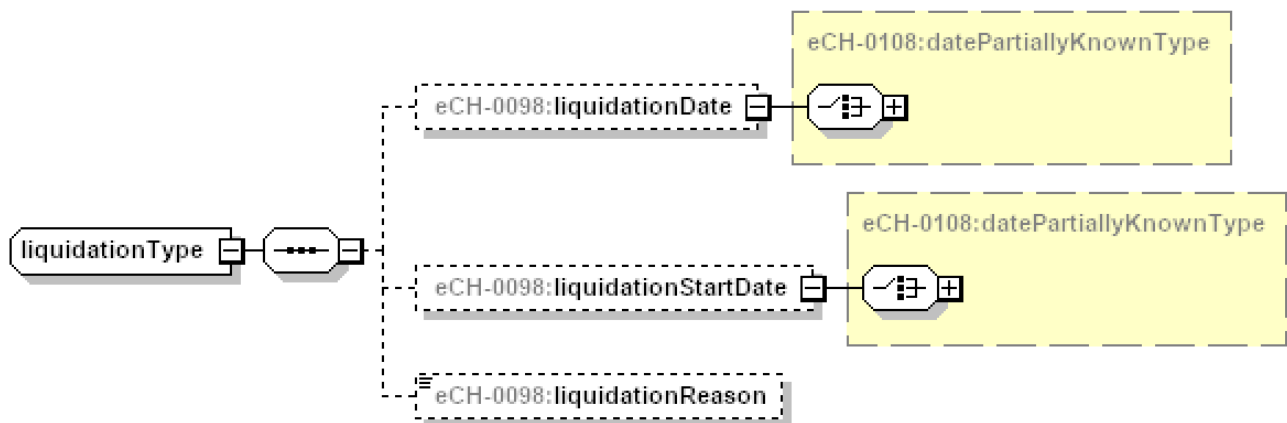 eCH-0108:datePartiallyKnownType
eCH-0098:liquidationDate
eCH-0108:datePartiallyKnownType
liquidationType
eCH-0098:liquidationStartDate
eCH-0098:liquidationReason